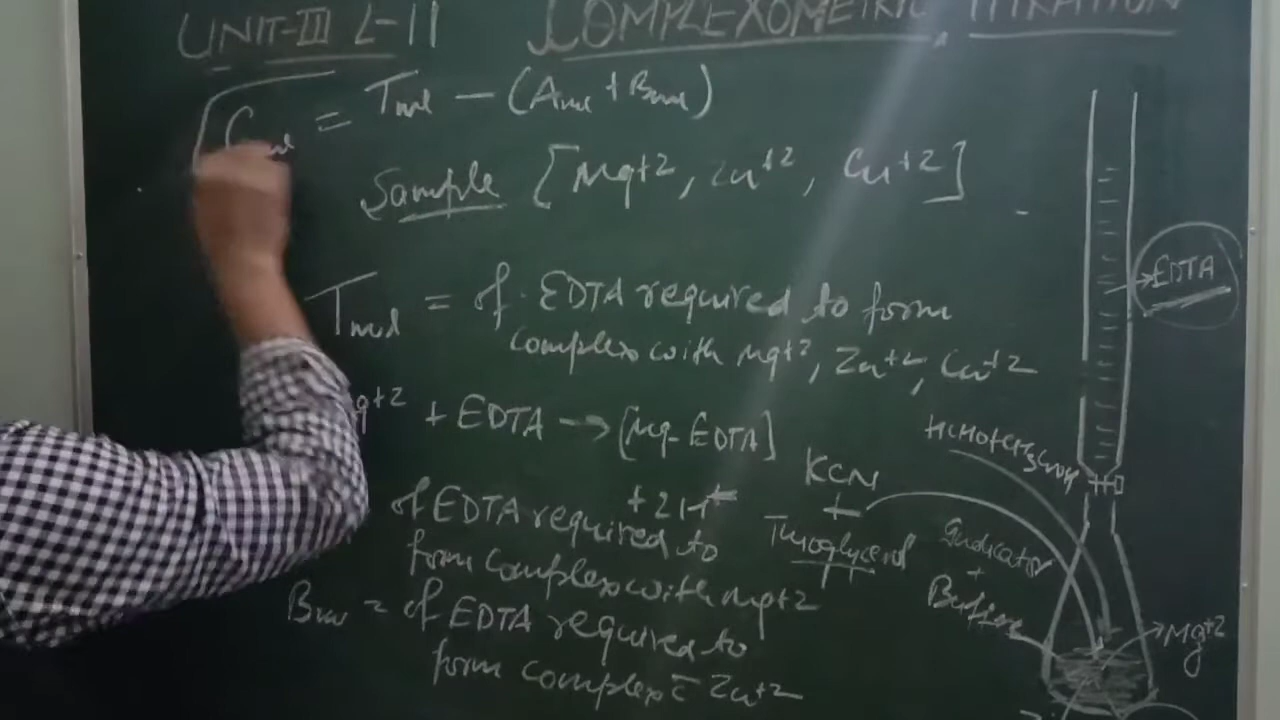 UNIT-III L-11 COMPLEXOMETRIC TITRATION
Cml = Tml - (Aml + Bml)
Sample [Mg+2, Zn+2, Cu+2]
Tml = of EDTA required to form
complex with Mg+2, Zn+2, Cu+2
EDTA
g+2 + EDTA → [Mg-EDTA]
+ 2H+
of EDTA required to
form complex with Mg+2
Bml = of EDTA required to
form complex c̄ Zn+2
KCN
+
Thioglycerol
Indicator
+
Buffer
Mg+2